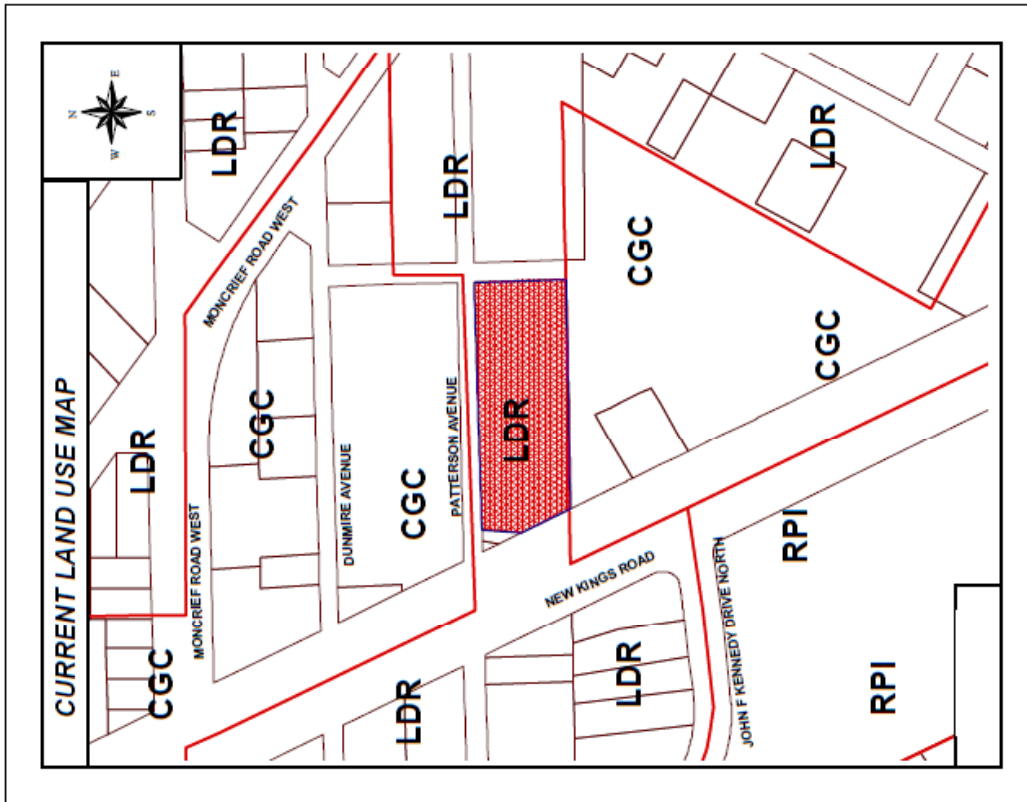 CURRENT LAND USE MAP
N
E
S
W
LDR
LDR
LDR
LDR
MONCRIEF ROAD WEST
MONCRIEF ROAD WEST
CGC
CGC
DUNMIRE AVENUE
CGC
PATTERSON AVENUE
LDR
CGC
CGC
LDR
LDR
NEW KINGS ROAD
JOHN F KENNEDY DRIVE NORTH
RPI
RPI
CGC
LDR